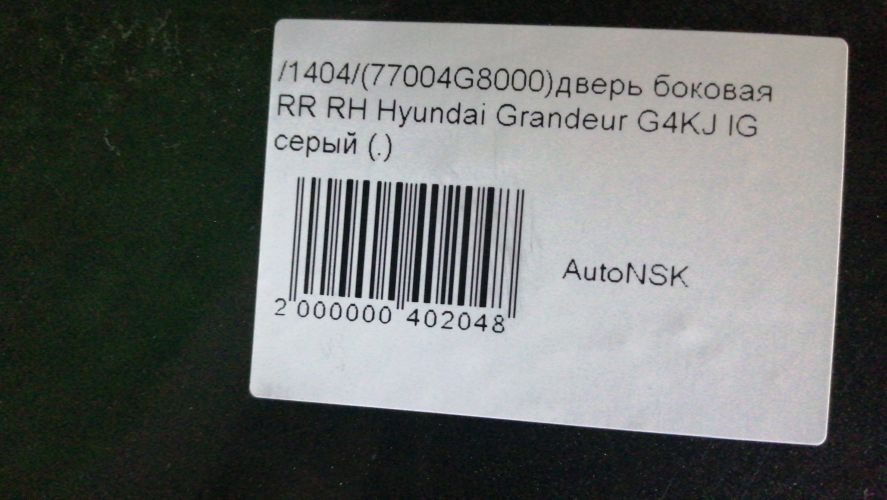 /1404/(77004G8000)дверь боковая
RR RH Hyundai Grandeur G4KJ IG
серый (.)
AutoNSK
2 000000 402048